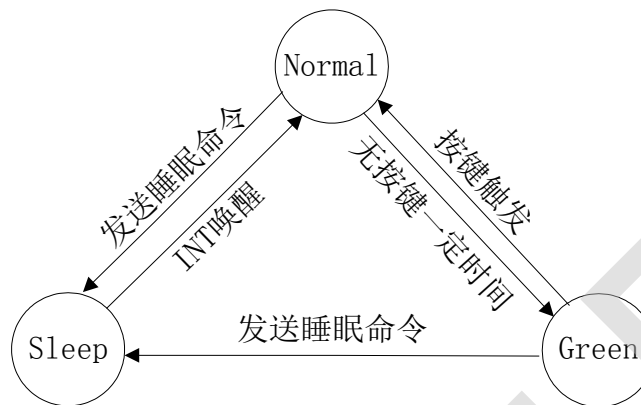 Normal
发送睡眠命令
INT唤醒
无按键一定时间
按键触发
Sleep
发送睡眠命令
Green